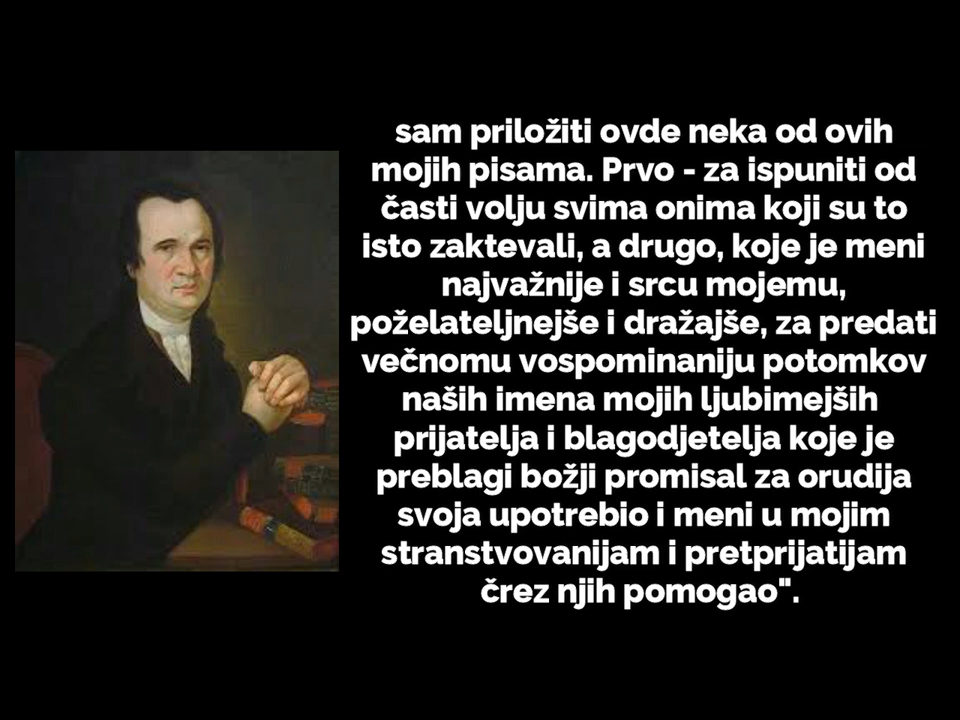 sam priložiti ovde neka od ovih
mojih pisama. Prvo - za ispuniti od
časti volju svima onima koji su to
isto zaktevali, a drugo, koje je meni
najvažnije i srcu mojemu,
poželateljnejše i dražajše, za predati
večnomu vospominaniju potomkov
naših imena mojih ljubimejših
prijatelja i blagodjetelja koje je
preblagi božji promisal za orudija
svoja upotrebio i meni u mojim
stranstvovanijam i pretprijatijam
črez njih pomogao".